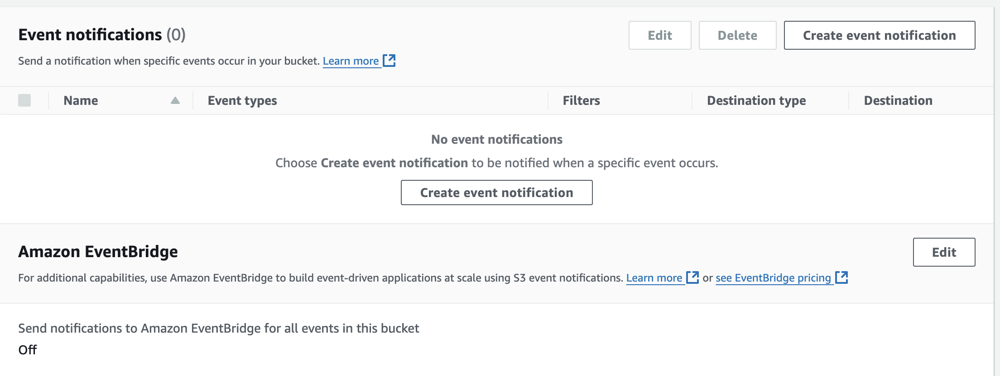 Event notifications (0)
Edit
Delete
Create event notification
Send a notification when specific events occur in your bucket. Learn more
Name
Event types
Filters
Destination type
Destination
No event notifications
Choose Create event notification to be notified when a specific event occurs.
Create event notification
Amazon EventBridge
Edit
For additional capabilities, use Amazon EventBridge to build event-driven applications at scale using S3 event notifications. Learn more or see EventBridge pricing
Send notifications to Amazon EventBridge for all events in this bucket
Off